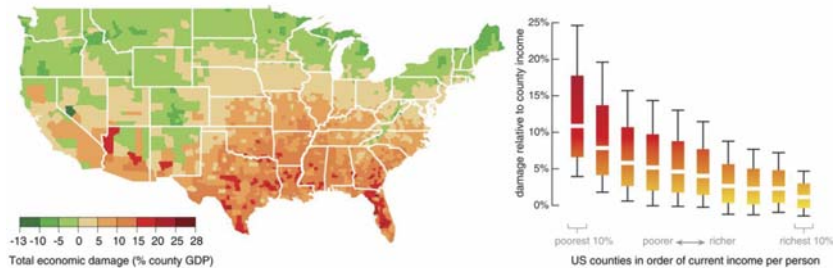 -13 -10 -5 0 5 10 15 20 25 28
Total economic damage (% county GDP)
damage relative to county income
25%
20%
15%
10%
5%
0%
poorest 10%
poorer
richer
richest 10%
US counties in order of current income per person